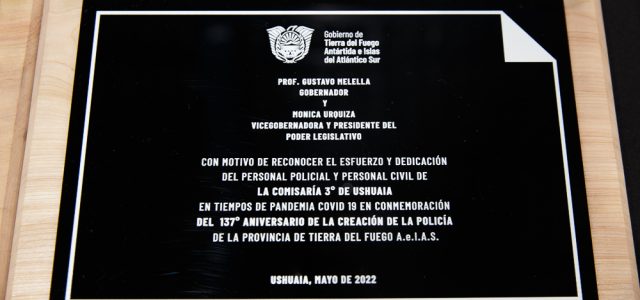 Gobierno de
Tierra del Fuego
Antártida e Islas
del Atlántico Sur
PROF. GUSTAVO MELELLA
GOBERNADOR
Y
MONICA URQUIZA
VICEGOBERNADORA Y PRESIDENTE DEL
PODER LEGISLATIVO
CON MOTIVO DE RECONOCER EL ESFUERZO Y DEDICACIÓN
DEL PERSONAL POLICIAL Y PERSONAL CIVIL DE
LA COMISARÍA 3° DE USHUAIA
EN TIEMPOS DE PANDEMIA COVID 19 EN CONMEMORACIÓN
DEL 137° ANIVERSARIO DE LA CREACIÓN DE LA POLICÍA
DE LA PROVINCIA DE TIERRA DEL FUEGO A.e.I.A.S.
USHUAIA, MAYO DE 2022